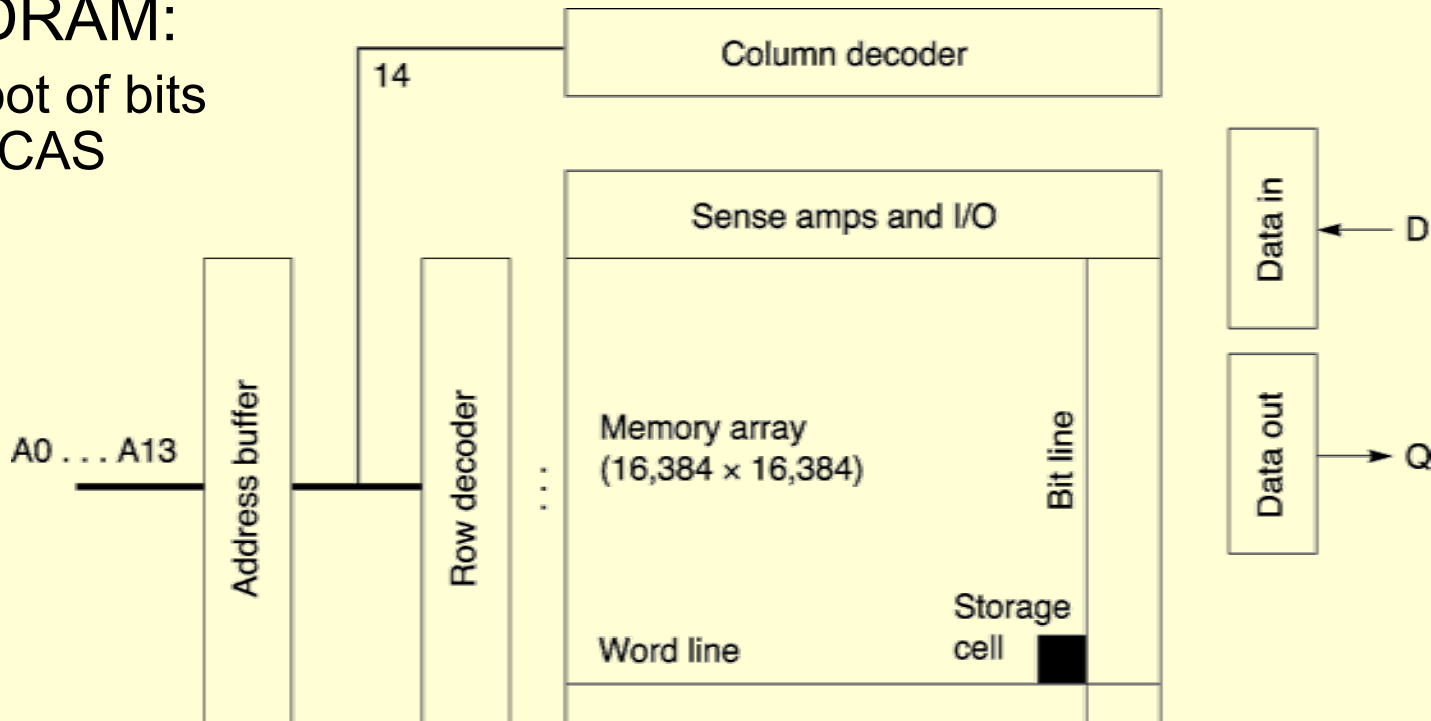 DRAM:
oot of bits
CAS
14
Column decoder
Sense amps and I/O
Data in
D
A0 . . . A13
Address buffer
Row decoder
Memory array
(16,384 × 16,384)
Bit line
Data out
Q
Storage
cell
Word line